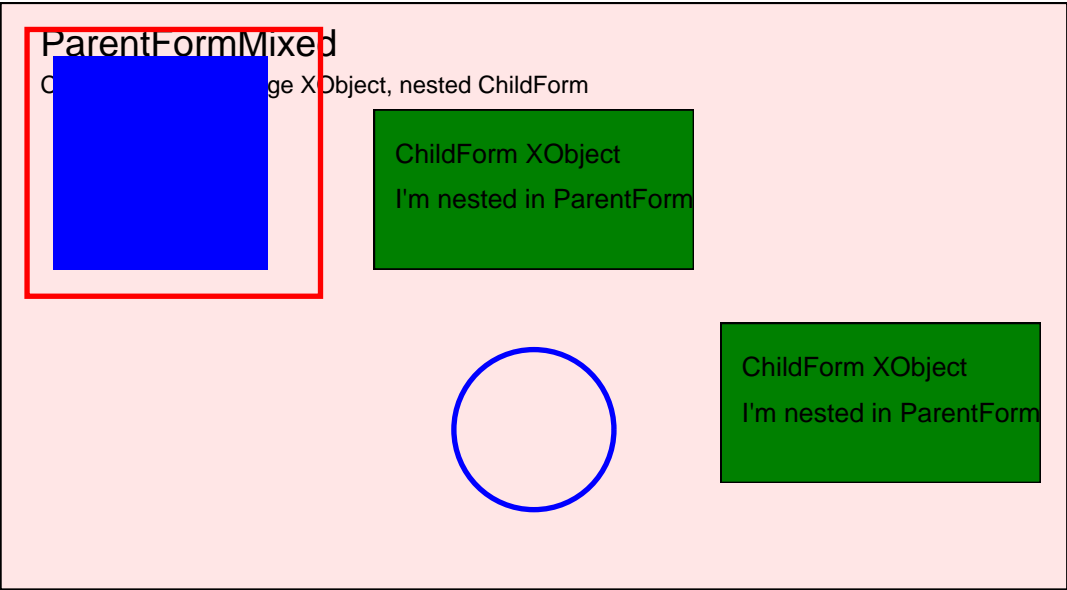 ParentFormMixed
ge XObject, nested ChildForm
ChildForm XObject
I'm nested in ParentForm
ChildForm XObject
I'm nested in ParentForm